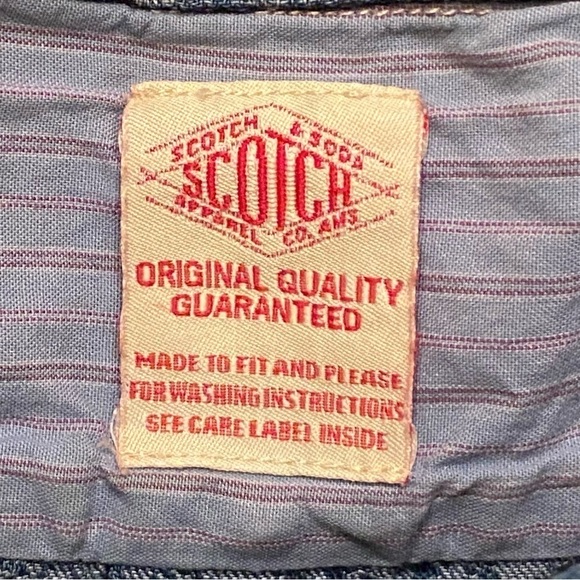 SCOTCH & SODA
SCOTCH
APPAREL CO. AMS.
ORIGINAL QUALITY
GUARANTEED
MADE TO FIT AND PLEASE
FOR WASHING INSTRUCTIONS
SEE CARE LABEL INSIDE